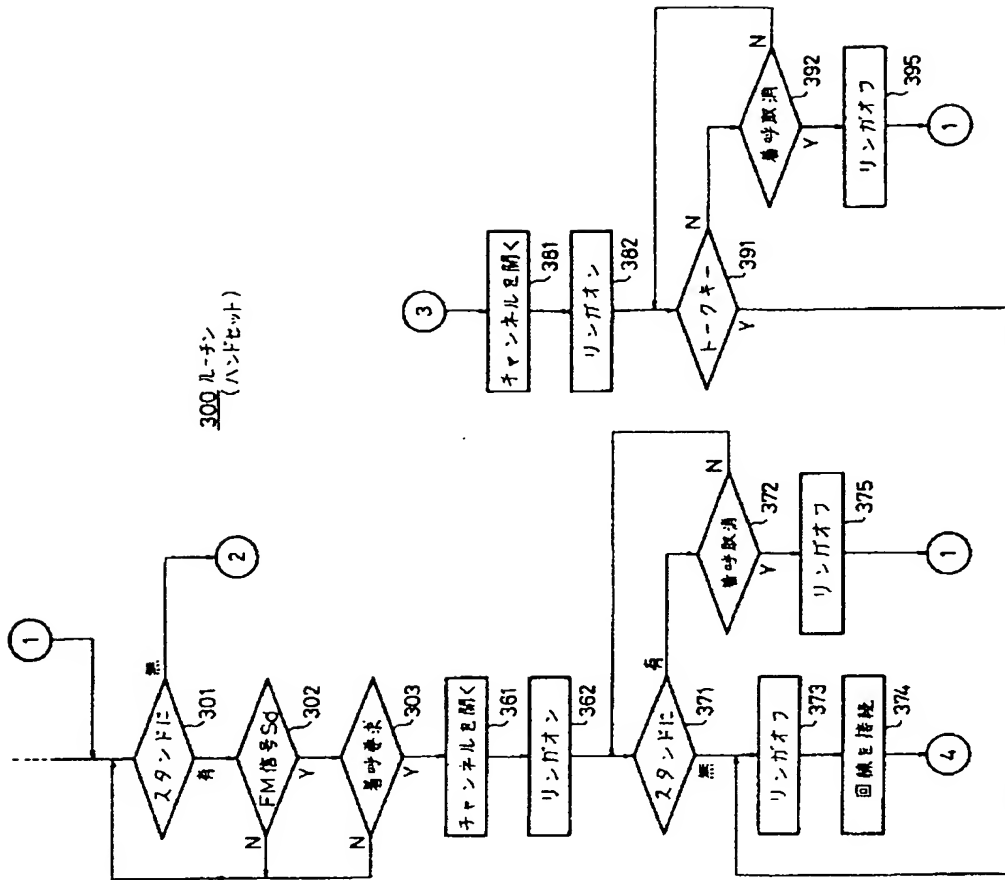 300 ルーチン
(ハンドセット)
1
スタンドに
301
無
2
有
FM信号Sd
302
N
Y
着呼要求
303
N
Y
チャンネルを開く
361
リンガオン
362
スタンドに
371
有
無
着呼取消
372
N
Y
リンガオフ
375
1
リンガオフ
373
回線を接続
374
4
3
チャンネルを開く
381
リンガオン
382
トークキー
391
N
Y
着呼取消
392
N
Y
リンガオフ
395
1